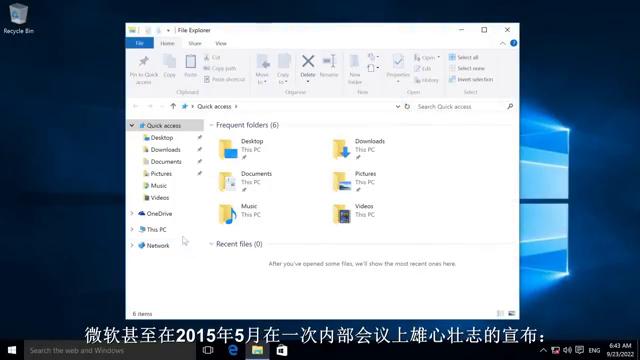 Recycle Bin
File Explorer
File
Home
Share
View
Pin to Quick access
Copy
Paste
Cut
Copy path
Paste shortcut
Clipboard
Move to
Copy to
Delete
Rename
Organise
New folder
New
Properties
Open
Edit
History
Open
Select all
Select none
Invert selection
Select
Quick access
Search Quick access
Quick access
Desktop
Downloads
Documents
Pictures
Music
Videos
OneDrive
This PC
Network
Frequent folders (6)
Desktop
This PC
Downloads
This PC
Documents
This PC
Pictures
This PC
Music
This PC
Videos
This PC
Recent files (0)
After you've opened some files, we'll show the most recent ones here.
6 items
微软甚至在2015年5月在一次内部会议上雄心壮志的宣布：
Search the web and Windows
ENG
6:43 AM
9/23/2022